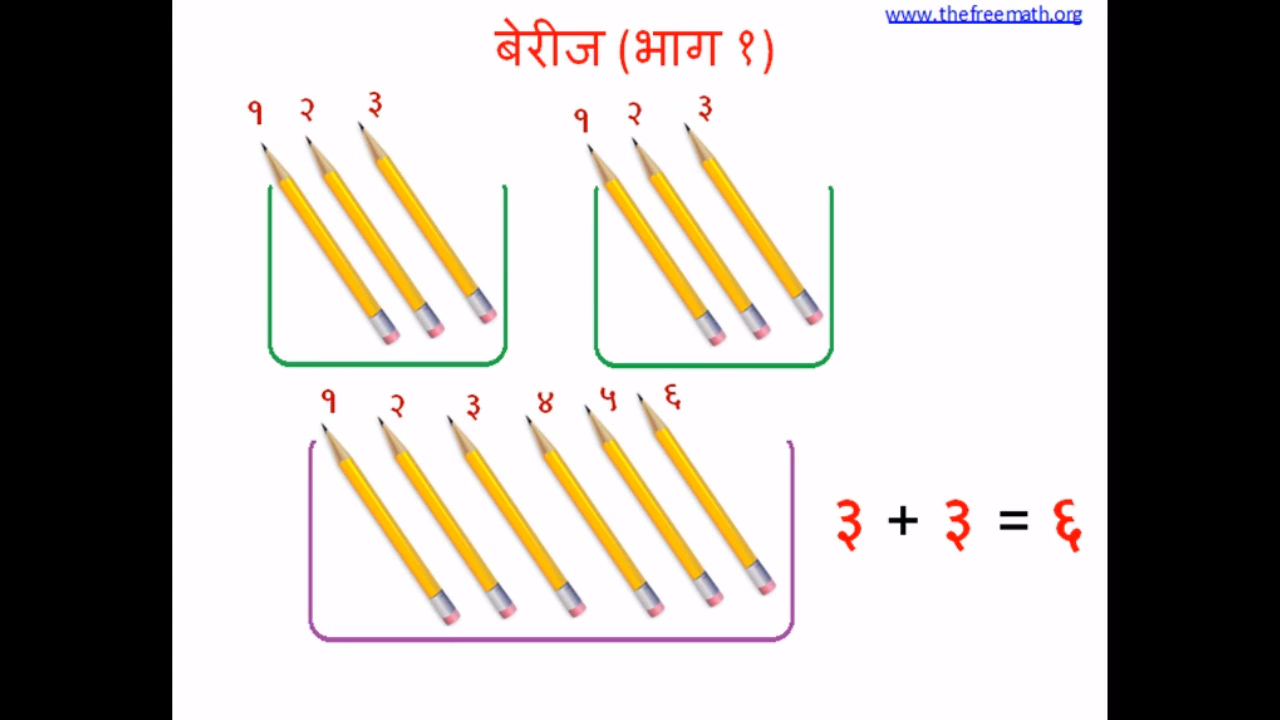 www.thefreemath.org
बेरीज (भाग १)
१ २ ३ १ २ ३
१ २ ३ ४ ५ ६
३ + ३ = ६